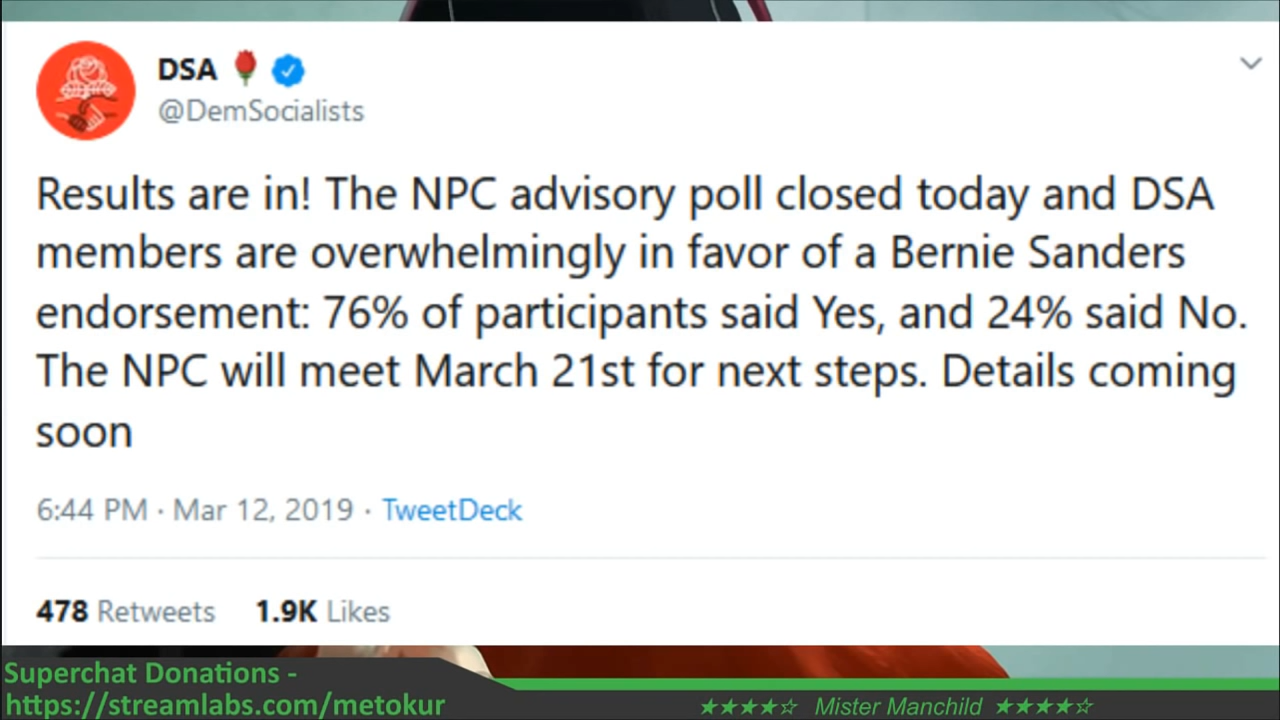 DSA 🌹
@DemSocialists
Results are in! The NPC advisory poll closed today and DSA
members are overwhelmingly in favor of a Bernie Sanders
endorsement: 76% of participants said Yes, and 24% said No.
The NPC will meet March 21st for next steps. Details coming
soon
6:44 PM · Mar 12, 2019 · TweetDeck
478 Retweets 1.9K Likes
Superchat Donations -
https://streamlabs.com/metokur
★★★★☆ Mister Manchild ★★★★☆